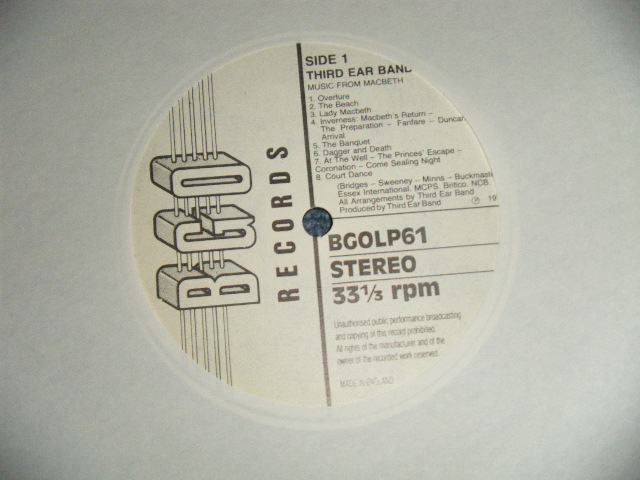 BGO
RECORDS
SIDE 1
THIRD EAR BAND
MUSIC FROM MACBETH
1. Overture
2. The Beach
3. Lady Macbeth
4. Inverness: Macbeth's Return –
The Preparation – Fanfare – Duncan
Arrival
5. The Banquet
6. Dagger and Death
7. At The Well – The Princes' Escape –
Coronation – Come Sealing Night
8. Court Dance
(Bridges – Sweeney – Minns – Buckmaste
Essex International. MCPS. Britico. NCB.
All Arrangements by Third Ear Band
Produced by Third Ear Band ℗ 19
BGOLP61
STEREO
33⅓ rpm
Unauthorised public performance broadcasting
and copying of this record prohibited.
All rights of the manufacturer and of the
owner of the recorded work reserved.
MADE IN ENGLAND